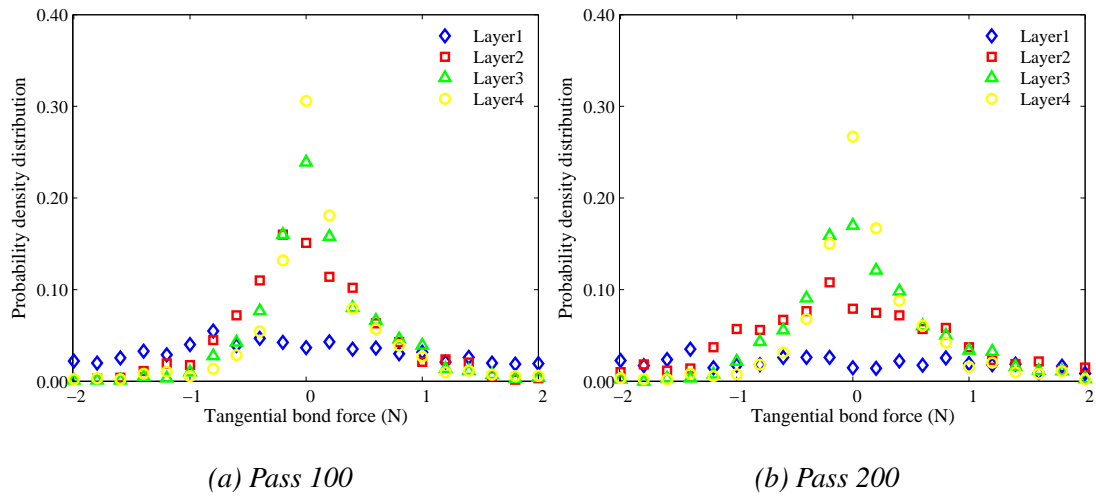 0.40
0.30
0.20
0.10
0.00
Probability density distribution
−2
−1
0
1
2
Tangential bond force (N)
Layer1
Layer2
Layer3
Layer4
(a) Pass 100
0.40
0.30
0.20
0.10
0.00
Probability density distribution
−2
−1
0
1
2
Tangential bond force (N)
Layer1
Layer2
Layer3
Layer4
(b) Pass 200